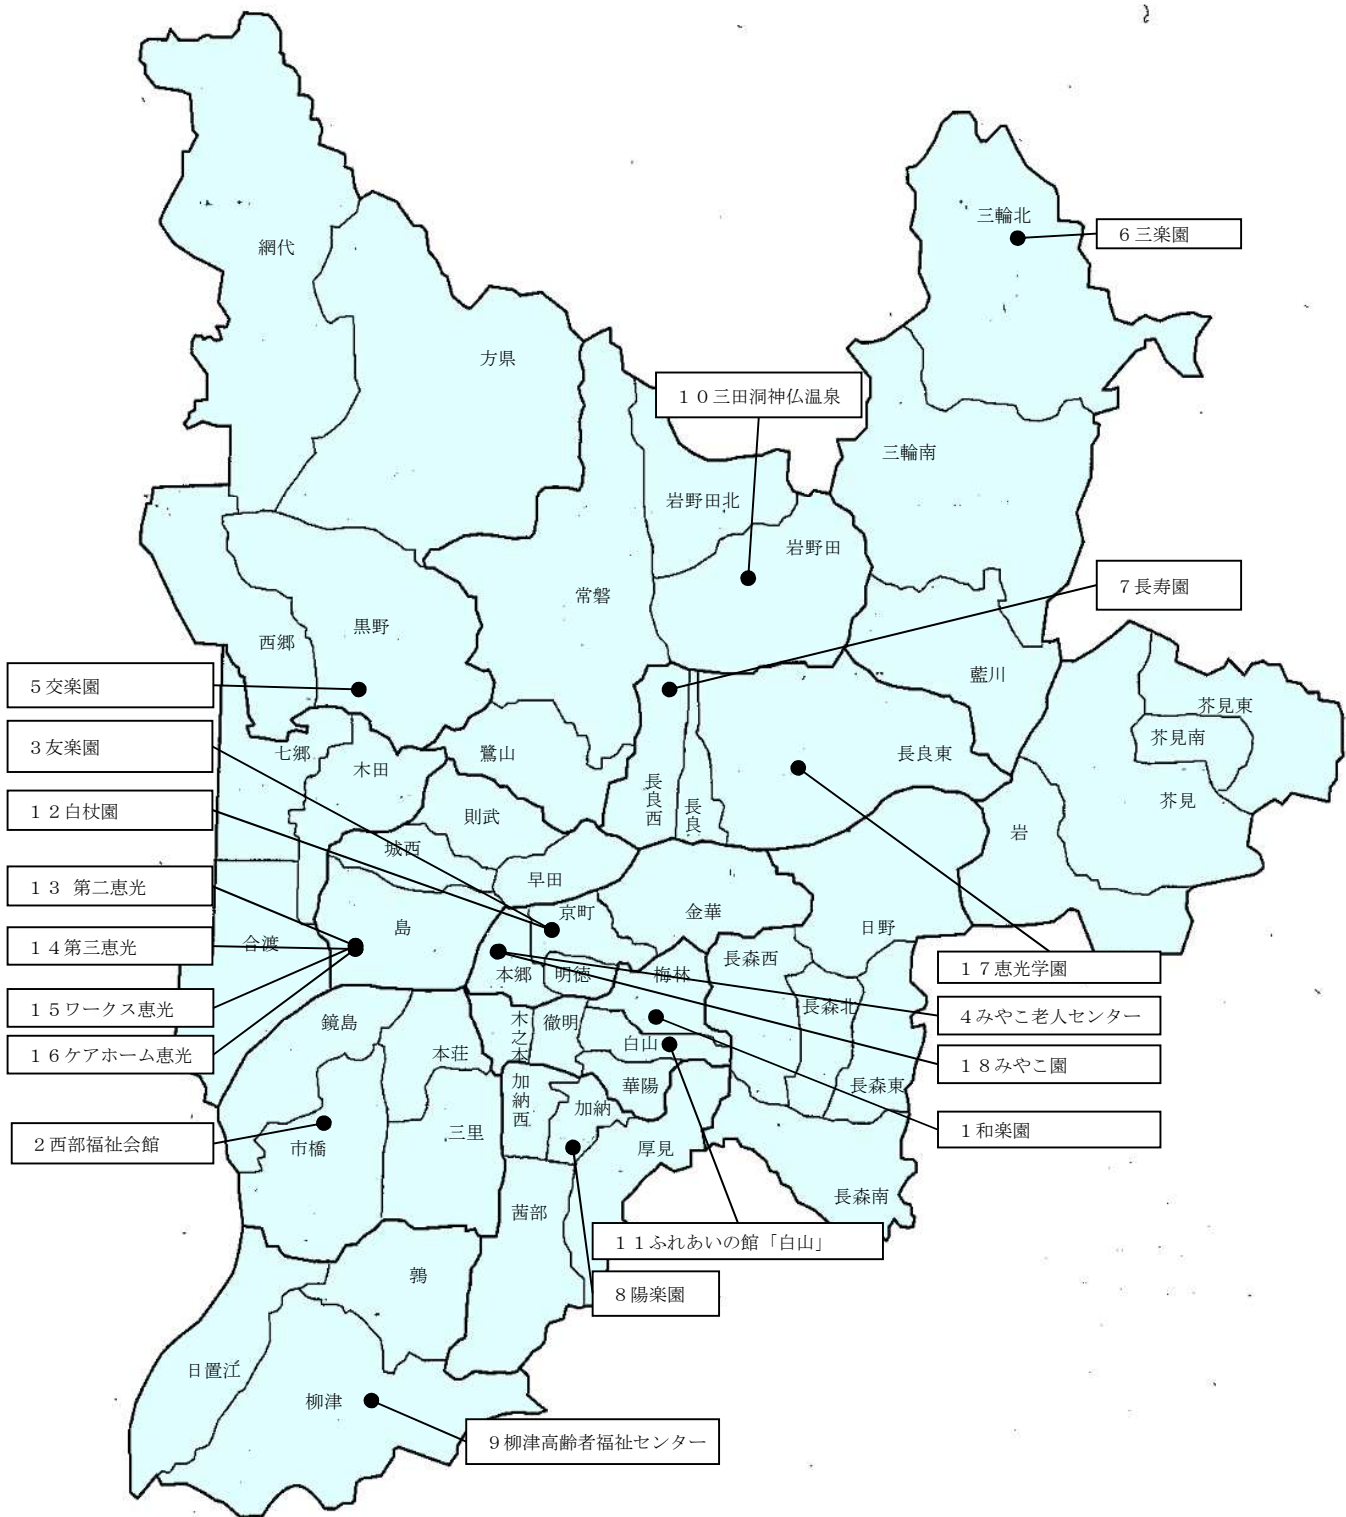 三輪北
６三楽園
網代
方県
１０三田洞神仏温泉
三輪南
岩野田北
岩野田
７長寿園
常磐
黒野
西郷
藍川
５交楽園
芥見東
３友楽園
七郷
木田
鷺山
長良西
長良
長良東
芥見南
芥見
１２白杖園
則武
岩
城西
１３ 第二恵光
早田
島
京町
金華
日野
１４第三恵光
合渡
本郷
明徳
梅林
長森西
１７恵光学園
１５ワークス恵光
鏡島
木之本
徹明
長森北
４みやこ老人センター
１６ケアホーム恵光
本荘
白山
１８みやこ園
加納西
加納
華陽
長森東
２西部福祉会館
市橋
三里
厚見
１和楽園
茜部
長森南
１１ふれあいの館「白山」
鶉
８陽楽園
日置江
柳津
９柳津高齢者福祉センター